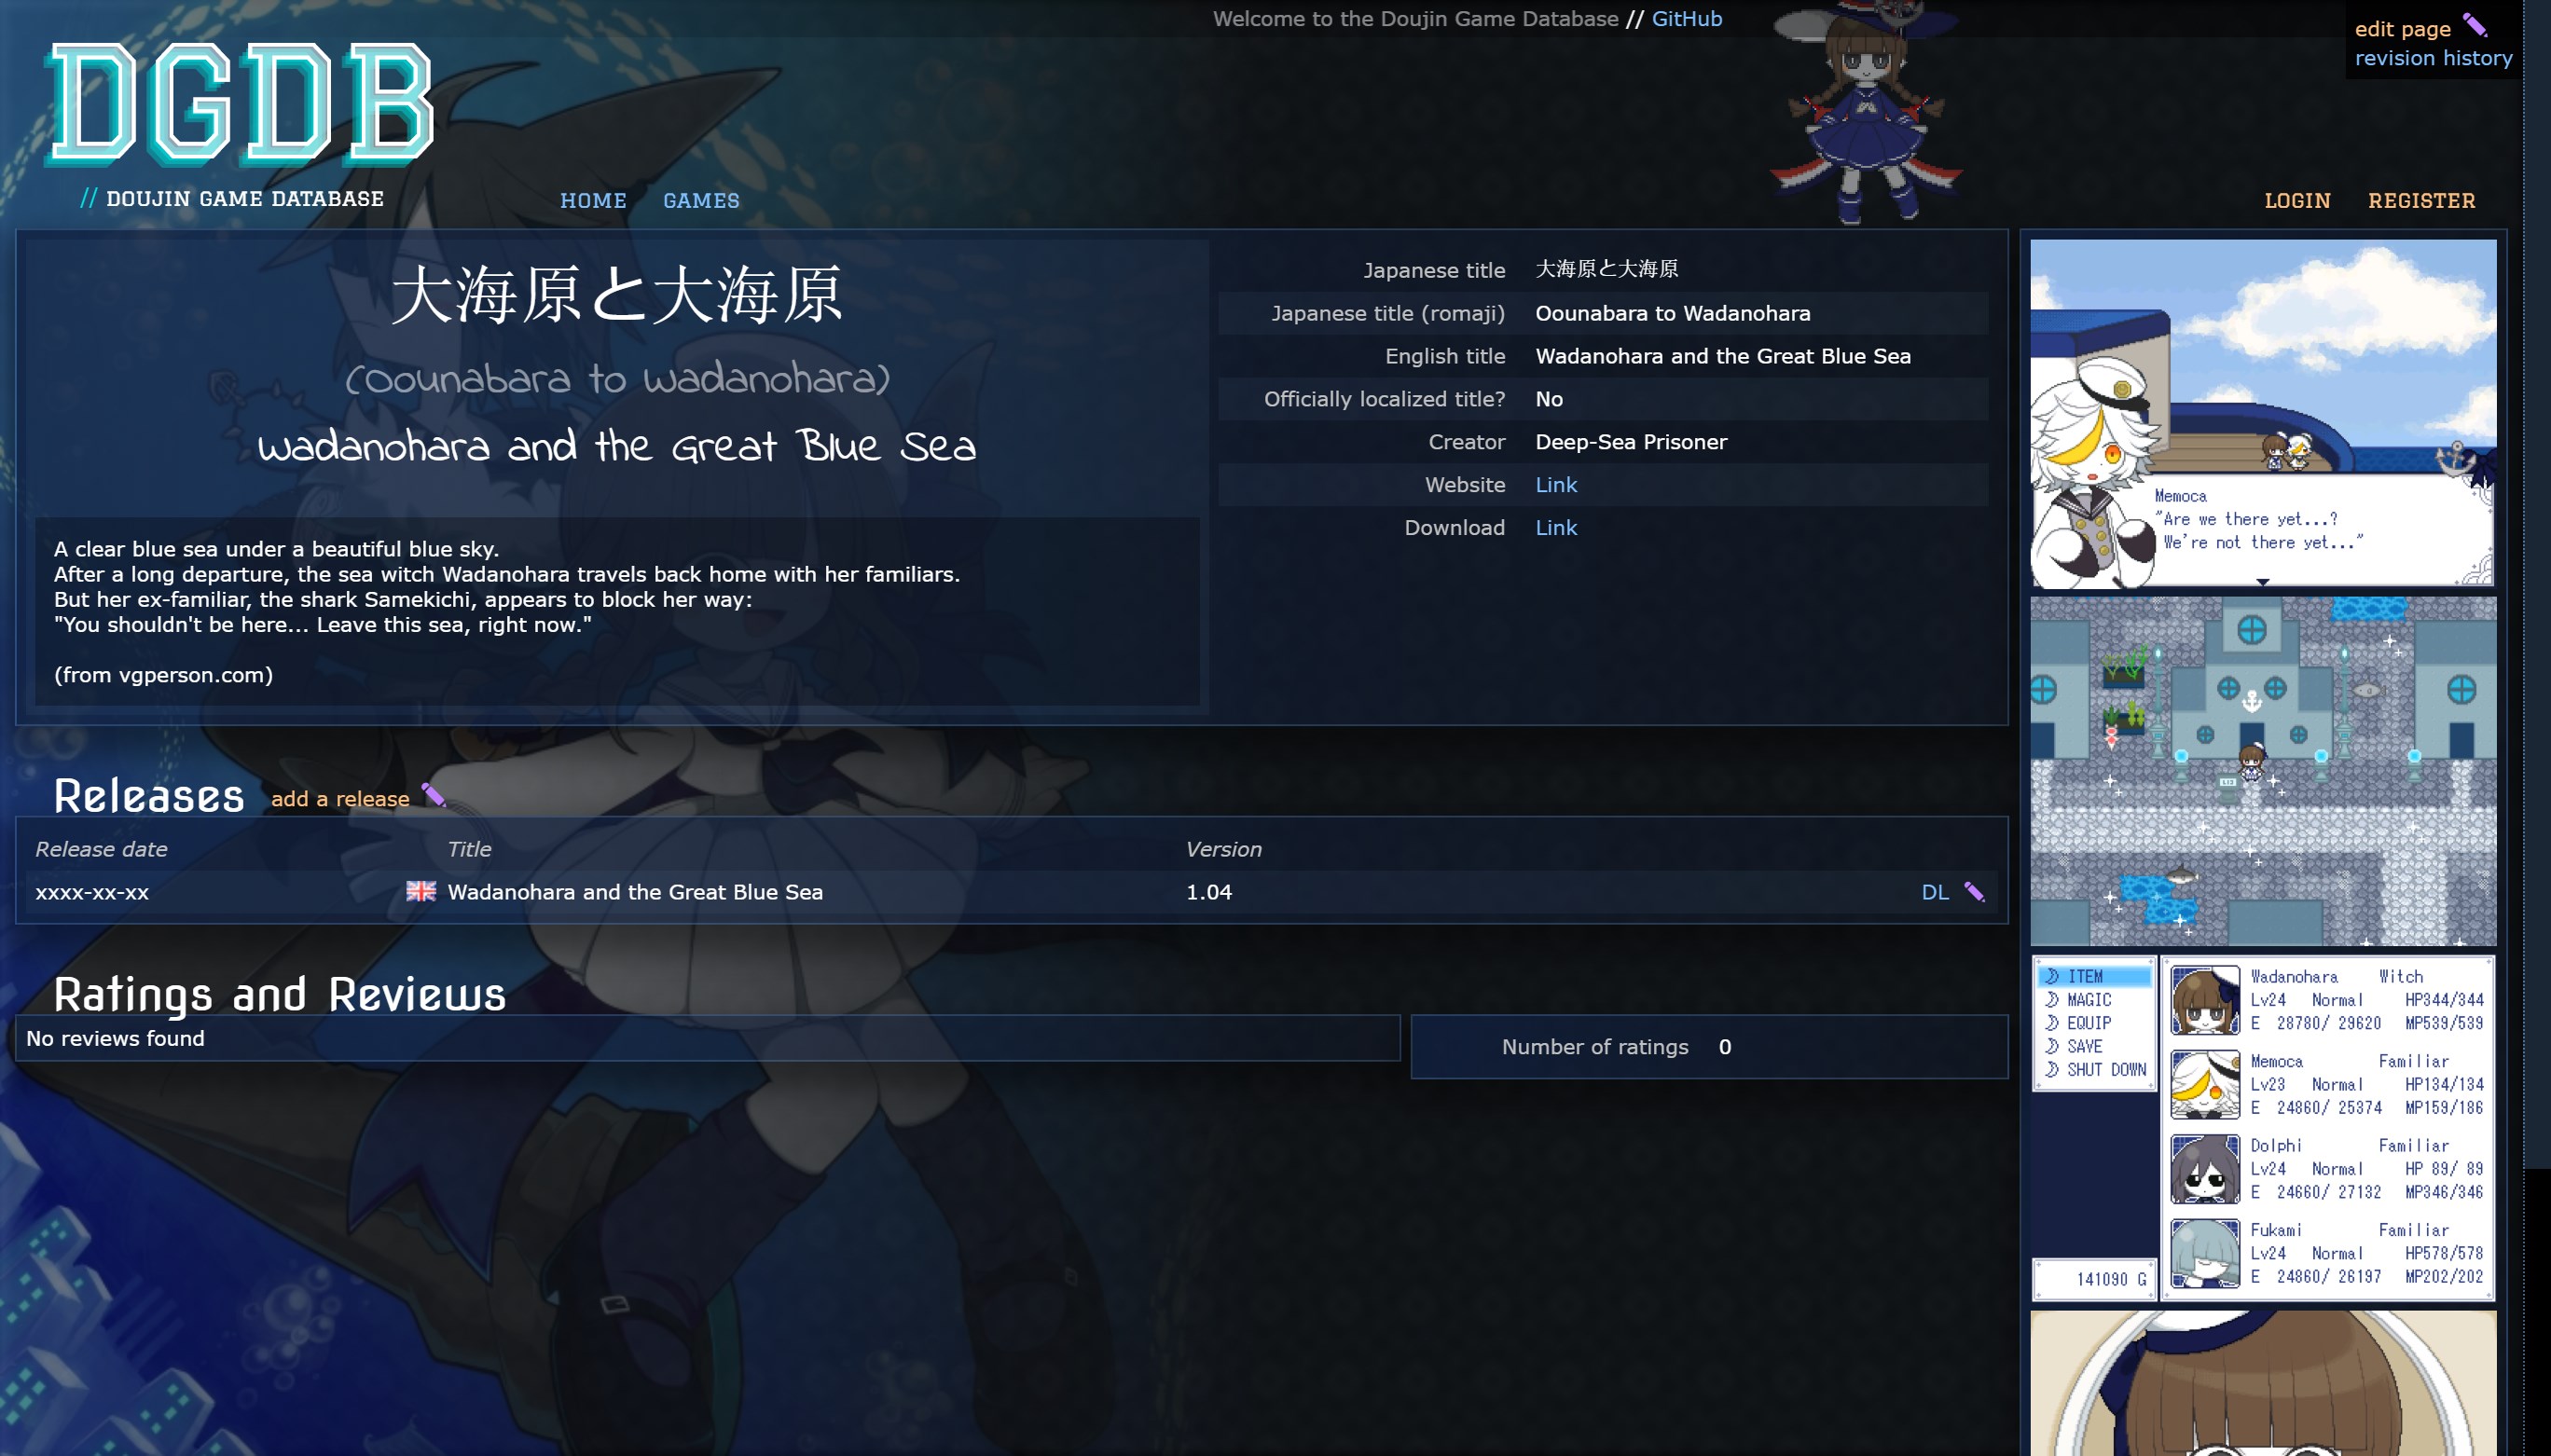 Welcome to the Doujin Game Database // GitHub
edit page
revision history
DGDB
// DOUJIN GAME DATABASE
HOME GAMES
LOGIN REGISTER
大海原と大海原
(Oounabara to Wadanohara)
Wadanohara and the Great Blue Sea
A clear blue sea under a beautiful blue sky.
After a long departure, the sea witch Wadanohara travels back home with her familiars.
But her ex-familiar, the shark Samekichi, appears to block her way:
"You shouldn't be here... Leave this sea, right now."
(from vgperson.com)
Japanese title 大海原と大海原
Japanese title (romaji) Oounabara to Wadanohara
English title Wadanohara and the Great Blue Sea
Officially localized title? No
Creator Deep-Sea Prisoner
Website Link
Download Link
Releases add a release
Release date Title Version
xxxx-xx-xx Wadanohara and the Great Blue Sea 1.04 DL
Ratings and Reviews
No reviews found
Number of ratings 0
Memoca
"Are we there yet...?
We're not there yet..."
ITEM
MAGIC
EQUIP
SAVE
SHUT DOWN
141090 G
Wadanohara Witch
Lv24 Normal HP344/344
E 28780/ 29620 MP539/539
Memoca Familiar
Lv23 Normal HP134/134
E 24860/ 25374 MP159/186
Dolphi Familiar
Lv24 Normal HP 89/ 89
E 24660/ 27132 MP346/346
Fukami Familiar
Lv24 Normal HP578/578
E 24860/ 26197 MP202/202